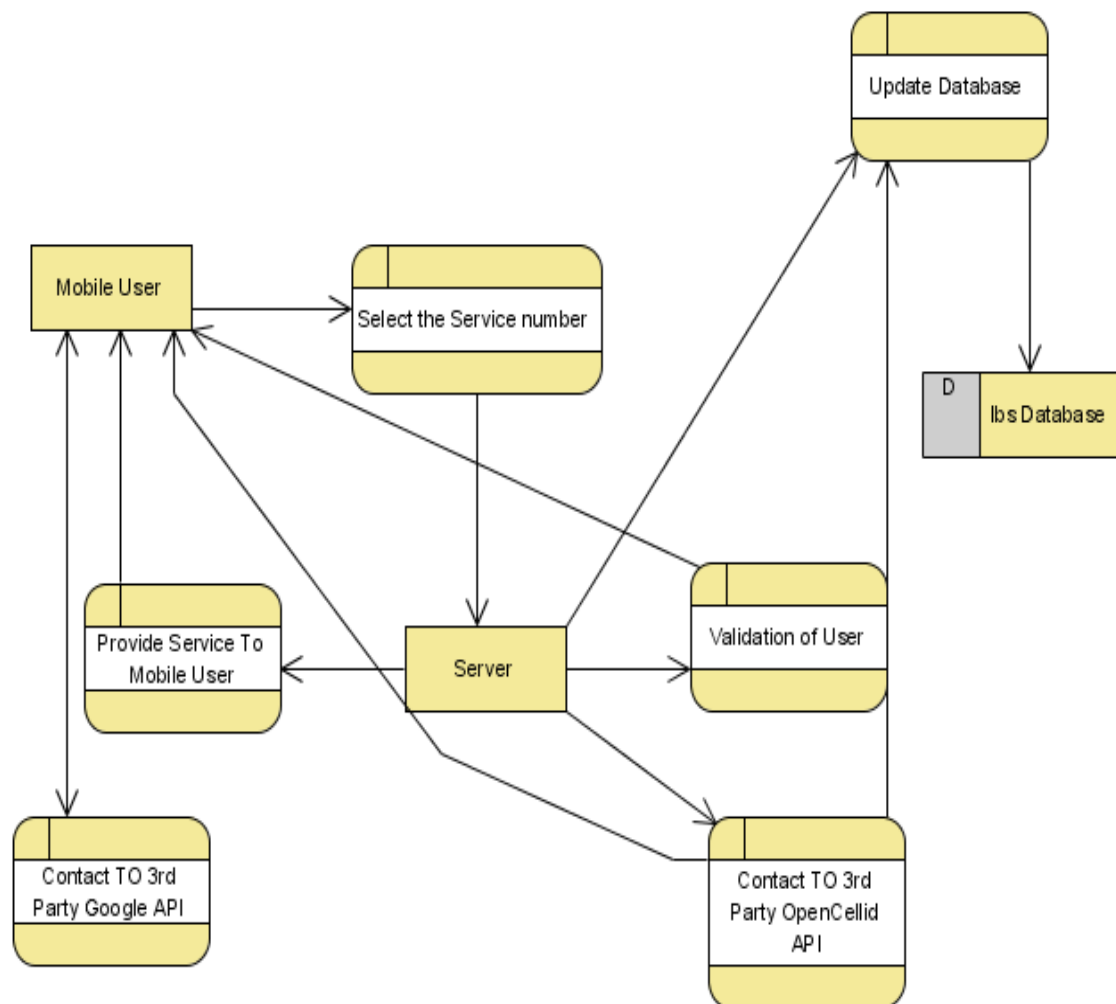 Update Database
Mobile User
Select the Service number
D
lbs Database
Provide Service To
Mobile User
Server
Validation of User
Contact TO 3rd
Party Google API
Contact TO 3rd
Party OpenCellid
API